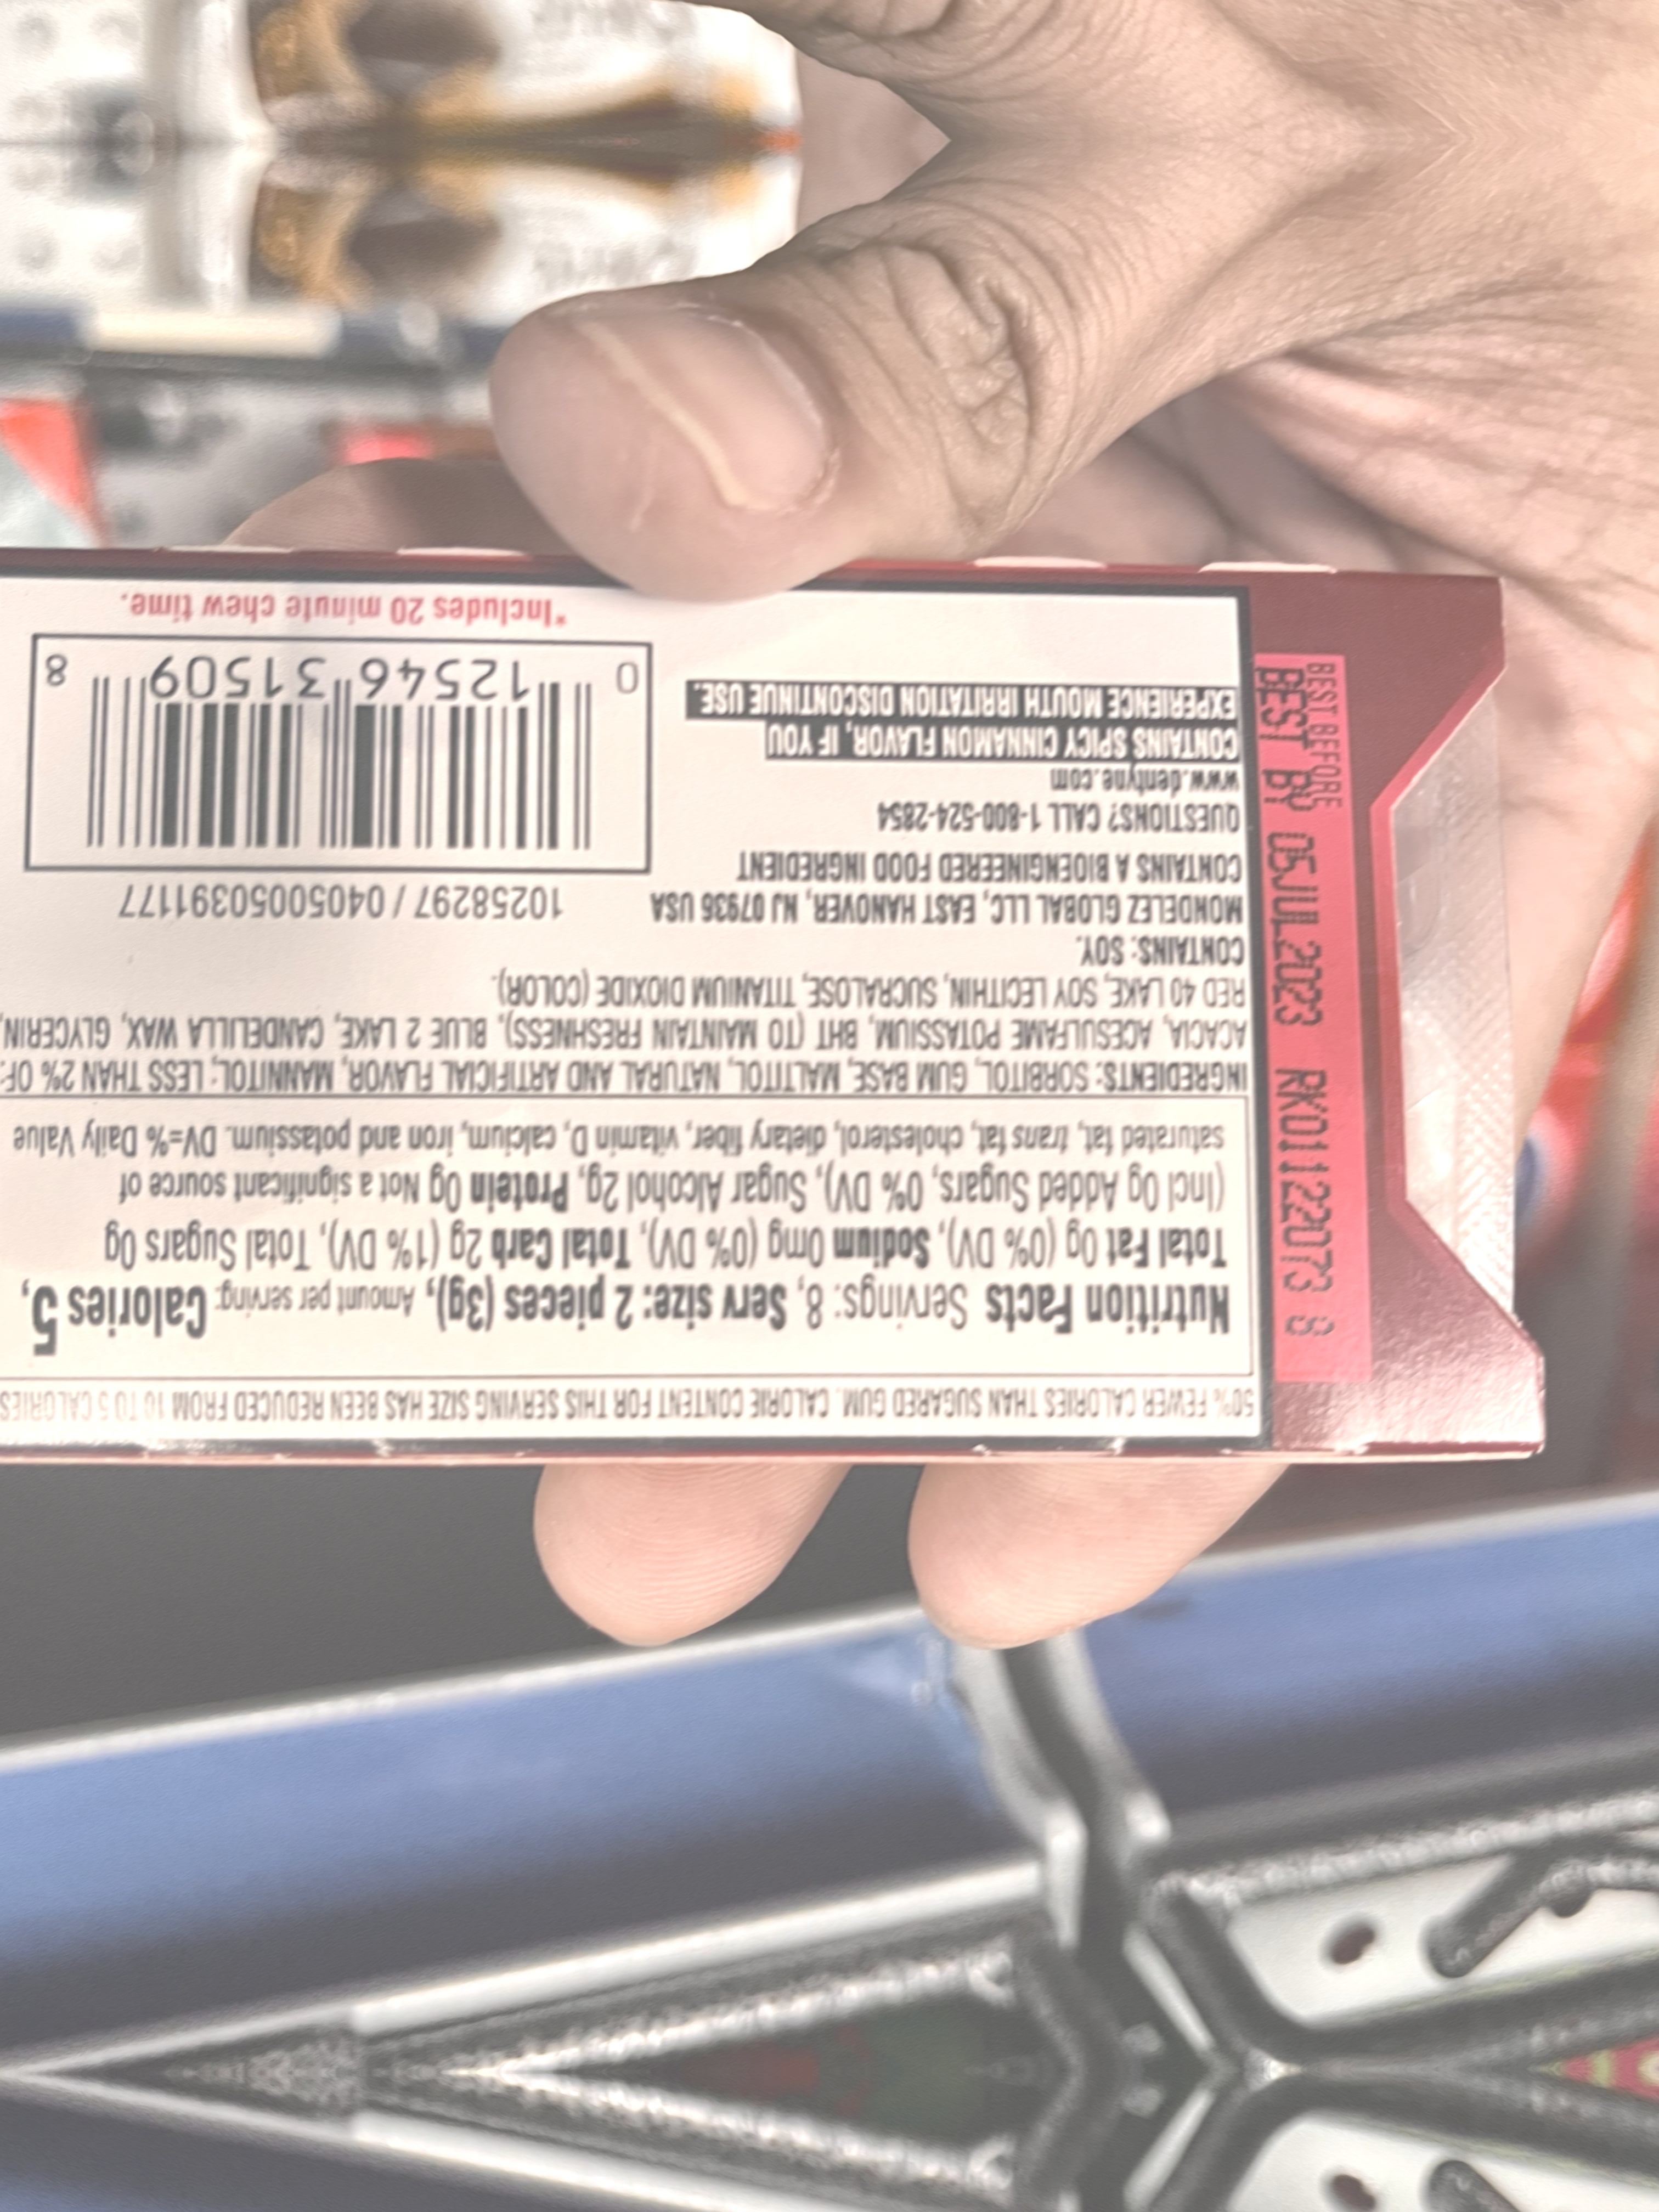 50% FEWER CALORIES THAN SUGARED GUM. CALORIE CONTENT FOR THIS SERVING SIZE HAS BEEN REDUCED FROM 10 TO 5 CALORIES
Nutrition Facts Servings: 8, Serv size: 2 pieces (3g), Amount per serving: Calories 5,
Total Fat 0g (0% DV), Sodium 0mg (0% DV), Total Carb 2g (1% DV), Total Sugars 0g
(Incl 0g Added Sugars, 0% DV), Sugar Alcohol 2g, Protein 0g Not a significant source of
saturated fat, trans fat, cholesterol, dietary fiber, vitamin D, calcium, iron and potassium. DV=% Daily Value
INGREDIENTS: SORBITOL, GUM BASE, MALTITOL, NATURAL AND ARTIFICIAL FLAVOR, MANNITOL; LESS THAN 2% OF:
ACACIA, ACESULFAME POTASSIUM, BHT (TO MAINTAIN FRESHNESS), BLUE 2 LAKE, CANDELILLA WAX, GLYCERIN,
RED 40 LAKE, SOY LECITHIN, SUCRALOSE, TITANIUM DIOXIDE (COLOR).
CONTAINS: SOY.
MONDELEZ GLOBAL LLC, EAST HANOVER, NJ 07936 USA
CONTAINS A BIOENGINEERED FOOD INGREDIENT
QUESTIONS? CALL 1-800-524-2854
www.dentyne.com
CONTAINS SPICY CINNAMON FLAVOR, IF YOU
EXPERIENCE MOUTH IRRITATION DISCONTINUE USE.
10258297 / 0405005039117​7
0 12546 31509 8
*Includes 20 minute chew time.
BEST BEFORE
BEST BY 05JUL2023 RK0112073 8